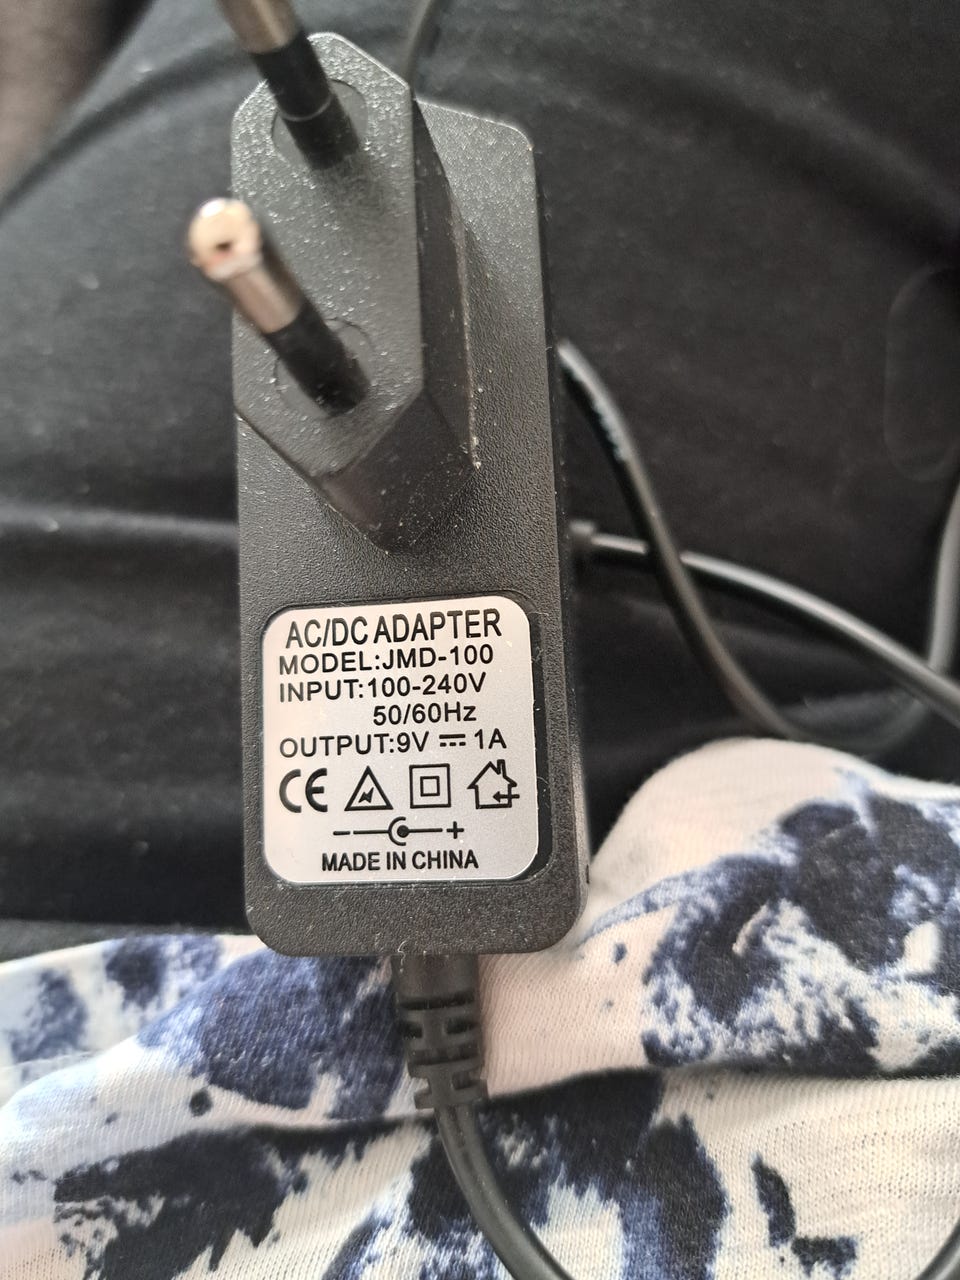 AC/DC ADAPTER
MODEL:JMD-100
INPUT:100-240V
50/60Hz
OUTPUT:9V ⎓ 1A
CE
- +
MADE IN CHINA